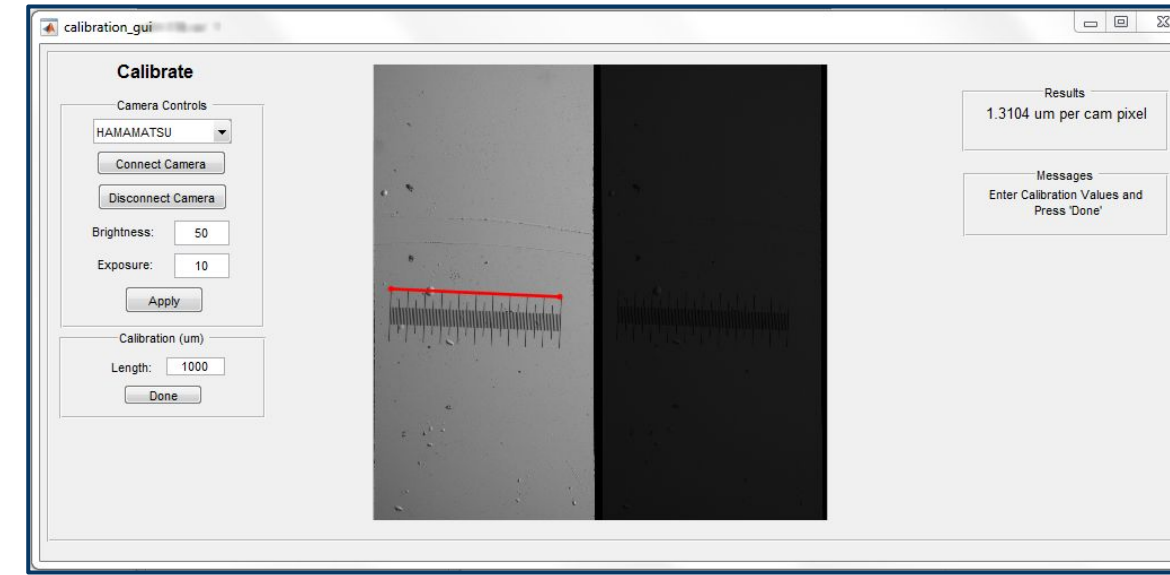 calibration_gui
Calibrate
Camera Controls
HAMAMATSU
Connect Camera
Disconnect Camera
Brightness: 50
Exposure: 10
Apply
Calibration (um)
Length: 1000
Done
Results
1.3104 um per cam pixel
Messages
Enter Calibration Values and
Press 'Done'